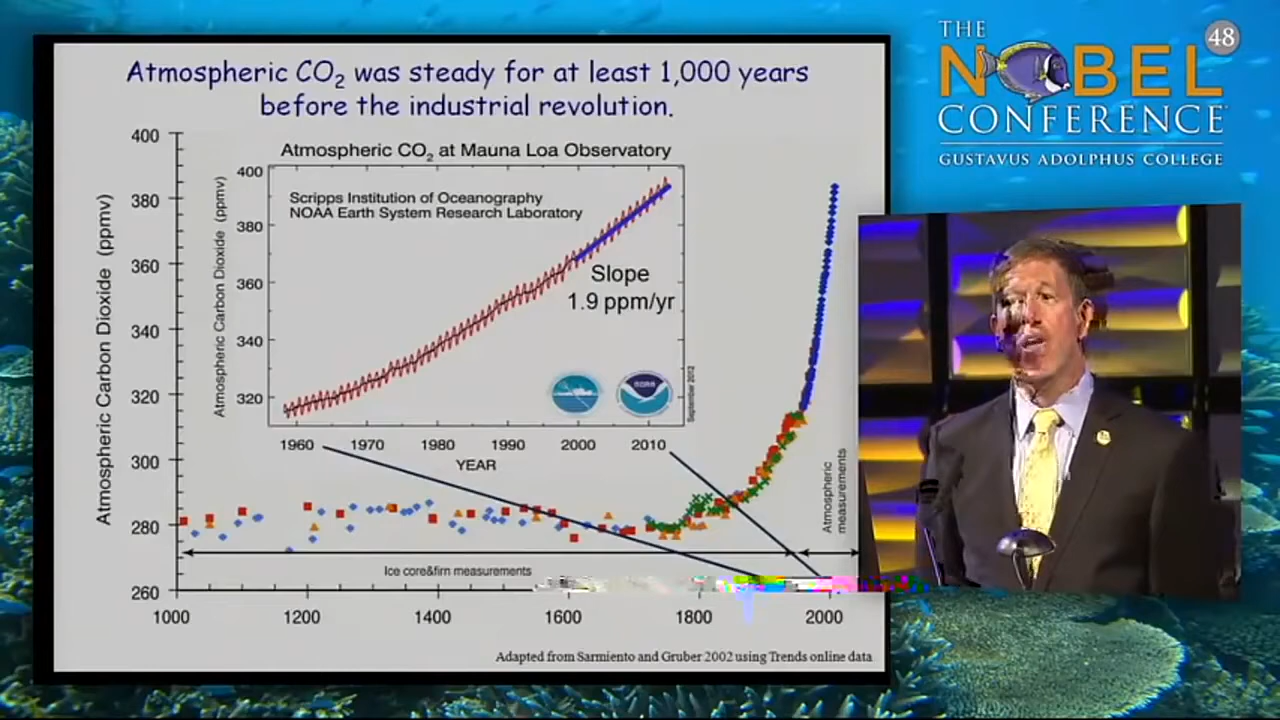 Atmospheric CO2 was steady for at least 1,000 years
before the industrial revolution.
400
380
360
340
320
300
280
260
Atmospheric Carbon Dioxide (ppmv)
Atmospheric CO2 at Mauna Loa Observatory
Scripps Institution of Oceanography
NOAA Earth System Research Laboratory
400
380
360
340
320
Atmospheric Carbon Dioxide (ppmv)
Slope
1.9 ppm/yr
NOAA
September 2012
1960 1970 1980 1990 2000 2010
YEAR
Atmospheric
measurements
Ice core&firn measurements
1000 1200 1400 1600 1800 2000
Adapted from Sarmiento and Gruber 2002 using Trends online data
THE
NOBEL
CONFERENCE
48
GUSTAVUS ADOLPHUS COLLEGE